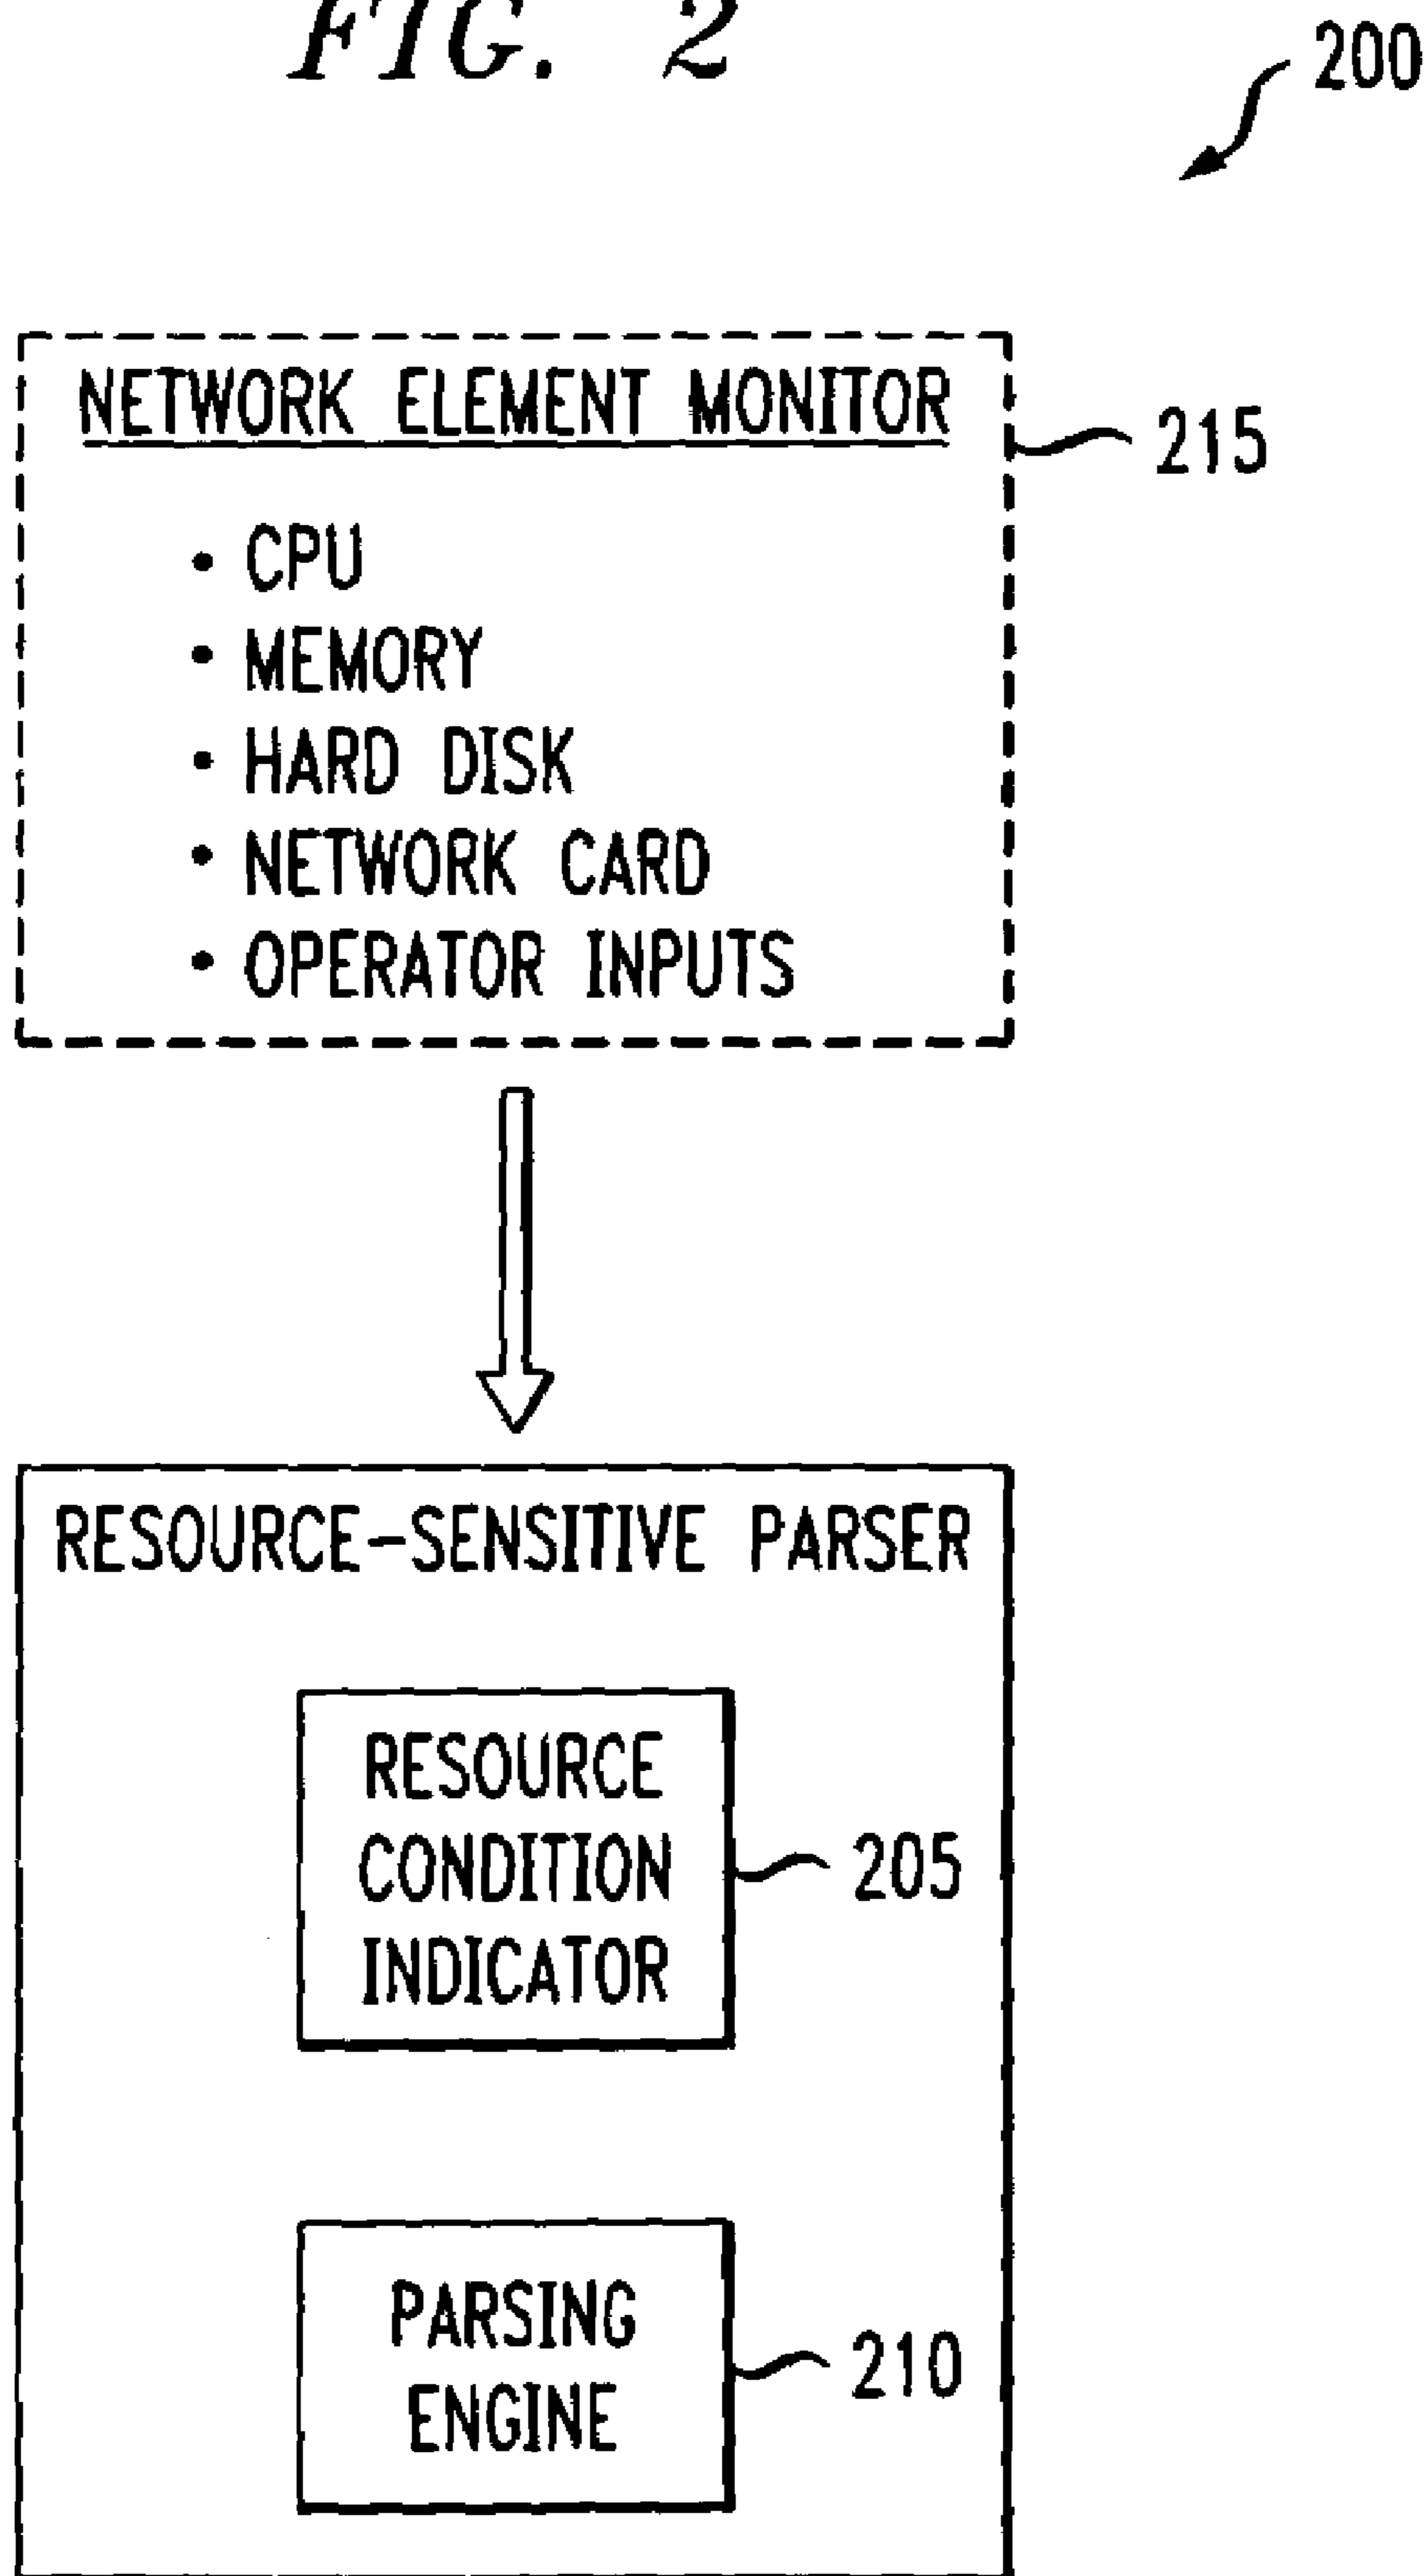 FIG. 2
200
NETWORK ELEMENT MONITOR
215
• CPU
• MEMORY
• HARD DISK
• NETWORK CARD
• OPERATOR INPUTS
RESOURCE-SENSITIVE PARSER
RESOURCE
CONDITION
INDICATOR
205
PARSING
ENGINE
210